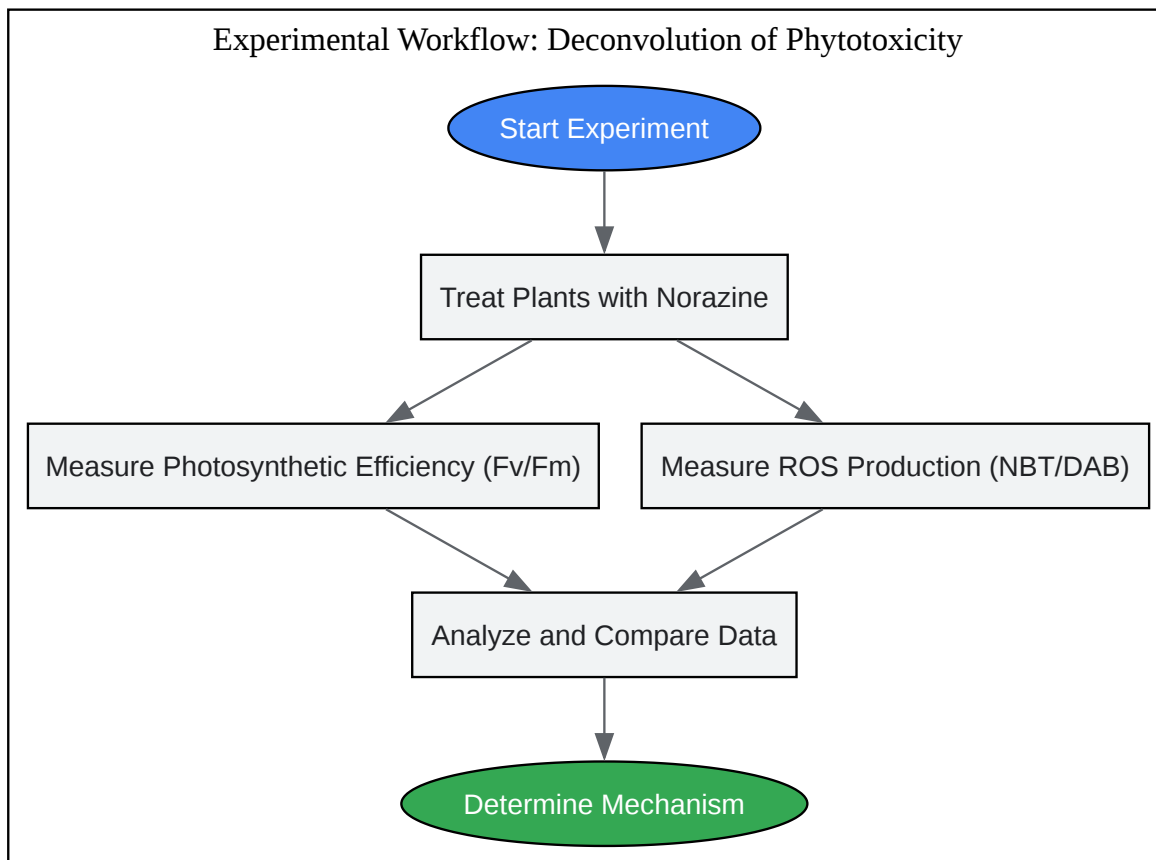 Experimental Workflow: Deconvolution of Phytotoxicity
Start Experiment
Treat Plants with Norazine
Measure Photosynthetic Efficiency (Fv/Fm)
Measure ROS Production (NBT/DAB)
Analyze and Compare Data
Determine Mechanism